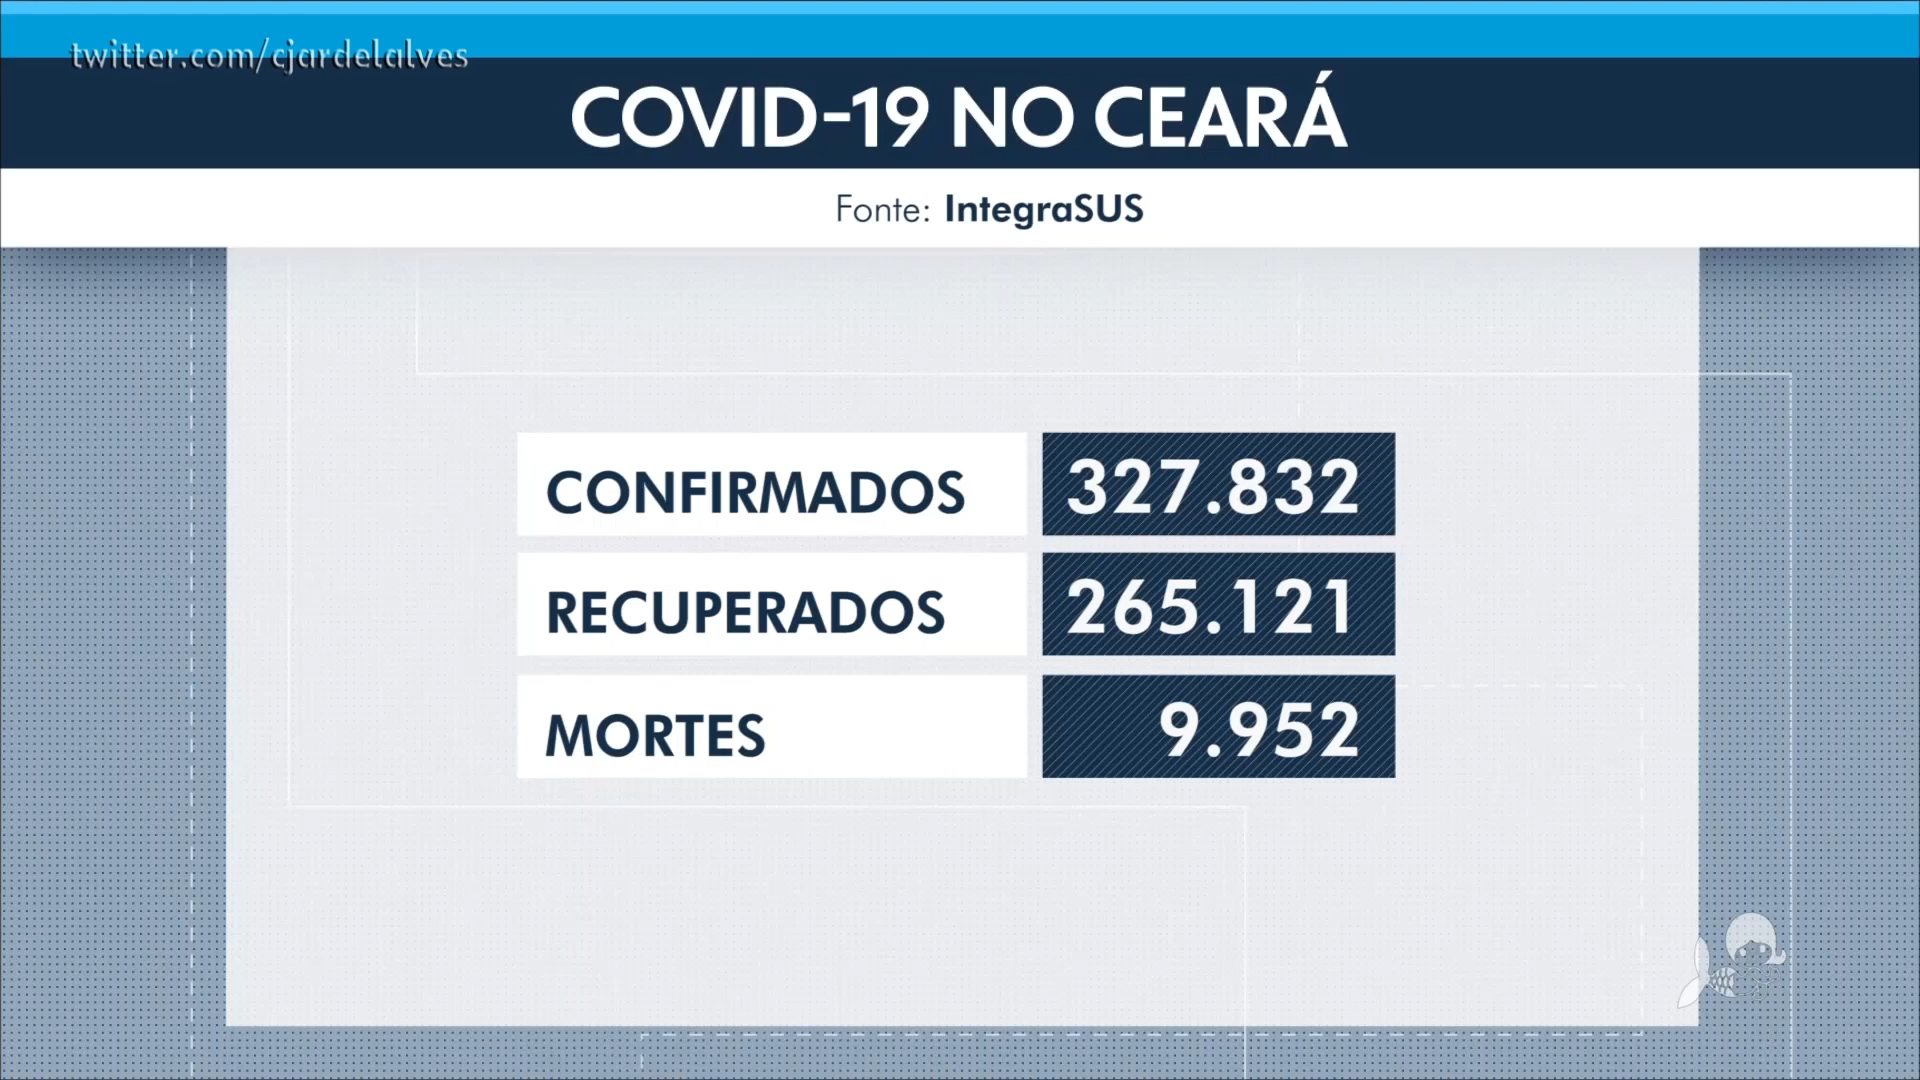 twitter.com/cjardelalves
COVID-19 NO CEARÁ
Fonte: IntegraSUS
CONFIRMADOS 327.832
RECUPERADOS 265.121
MORTES 9.952